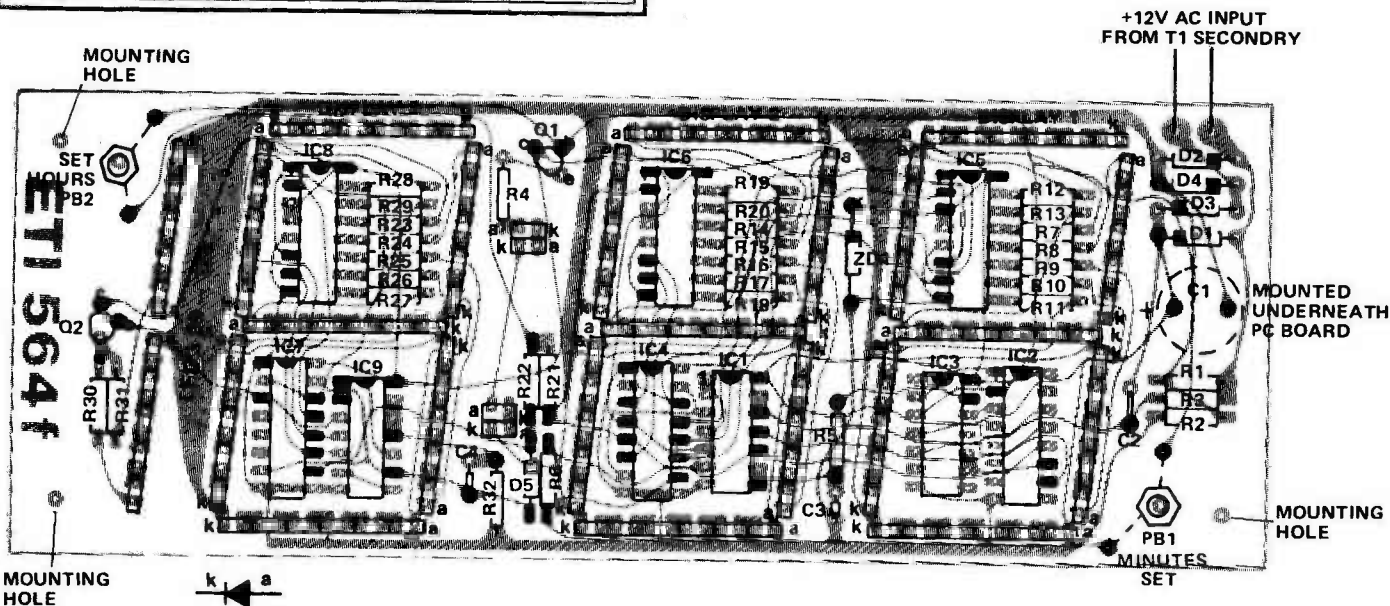 +12V AC INPUT
FROM T1 SECONDRY
MOUNTING
HOLE
SET
HOURS
PB2
ETI 564f
Q2
R30
R31
IC8
R28
R29
R23
R24
R25
R26
R27
IC7
IC9
Q1
c
e
R4
a k
k a
R22
R21
a
k
C4
R32
D5
IC6
R19
R20
R14
R15
R16
R17
R18
IC4
IC1
R5
C3
IC5
R12
R13
R7
R8
R9
R10
R11
IC3
IC2
D2
D4
D3
D1
+
C1
MOUNTED
UNDERNEATH
PC BOARD
R1
R2
R2
C2
PB1
MINUTES
SET
MOUNTING
HOLE
MOUNTING
HOLE
k a